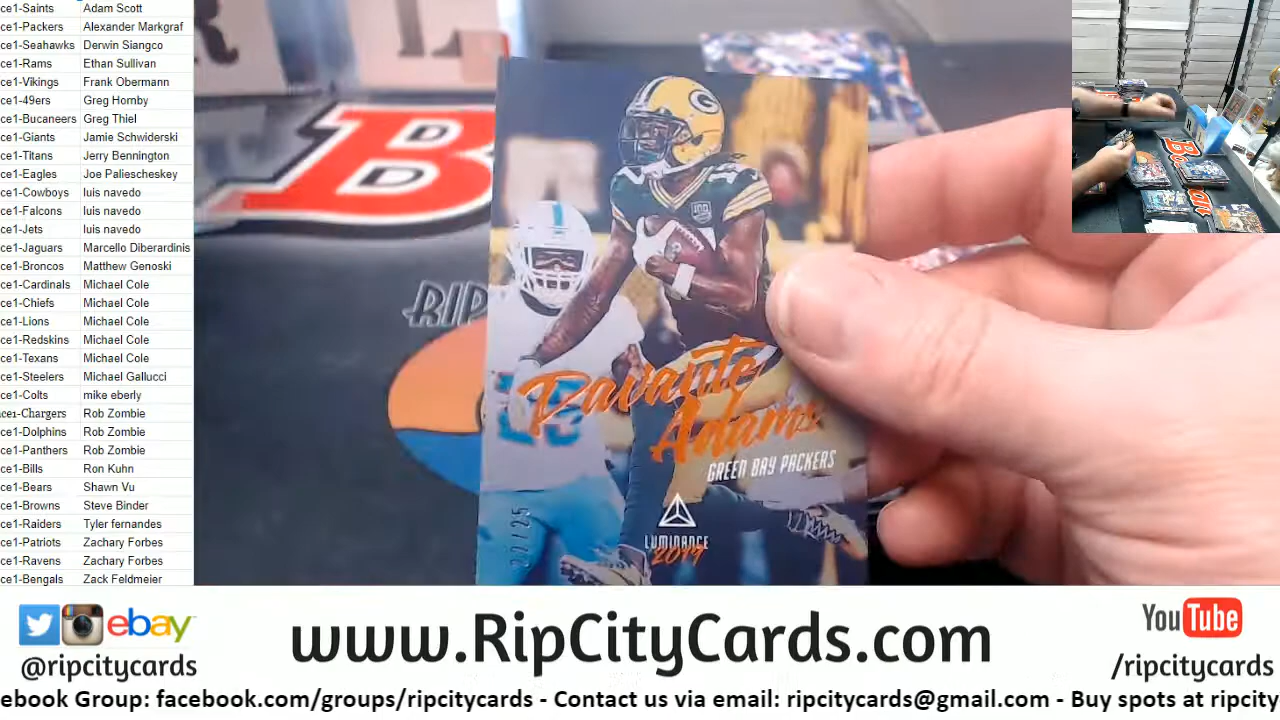 ce1-Saints Adam Scott
ce1-Packers Alexander Markgraf
ce1-Seahawks Derwin Siangco
ce1-Rams Ethan Sullivan
ce1-Vikings Frank Obermann
ce1-49ers Greg Hornby
ce1-Bucaneers Greg Thiel
ce1-Giants Jamie Schwiderski
ce1-Titans Jerry Bennington
ce1-Eagles Joe Paliescheskey
ce1-Cowboys luis navedo
ce1-Falcons luis navedo
ce1-Jets luis navedo
ce1-Jaguars Marcello Diberardinis
ce1-Broncos Matthew Genoski
ce1-Cardinals Michael Cole
ce1-Chiefs Michael Cole
ce1-Lions Michael Cole
ce1-Redskins Michael Cole
ce1-Texans Michael Cole
ce1-Steelers Michael Gallucci
ce1-Colts mike eberly
ace1-Chargers Rob Zombie
ce1-Dolphins Rob Zombie
ce1-Panthers Rob Zombie
ce1-Bills Ron Kuhn
ce1-Bears Shawn Vu
ce1-Browns Steve Binder
ce1-Raiders Tyler fernandes
ce1-Patriots Zachary Forbes
ce1-Ravens Zachary Forbes
ce1-Bengals Zack Feldmeier
B
RIP
G
Davante
Adams
GREEN BAY PACKERS
LUMINANCE
2019
ebay
@ripcitycards
www.RipCityCards.com
YouTube
/ripcitycards
ebook Group: facebook.com/groups/ripcitycards - Contact us via email: ripcitycards@gmail.com - Buy spots at ripcity